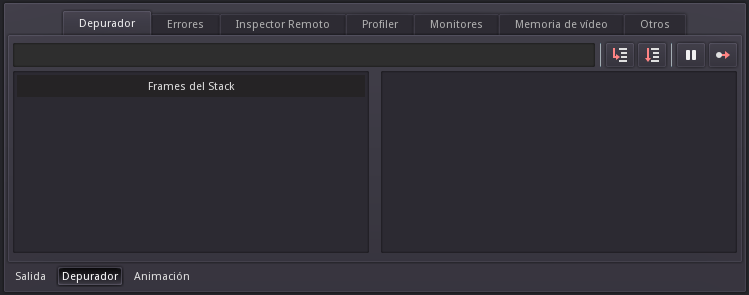 Depurador Errores Inspector Remoto Profiler Monitores Memoria de vídeo Otros
Frames del Stack
Salida Depurador Animación